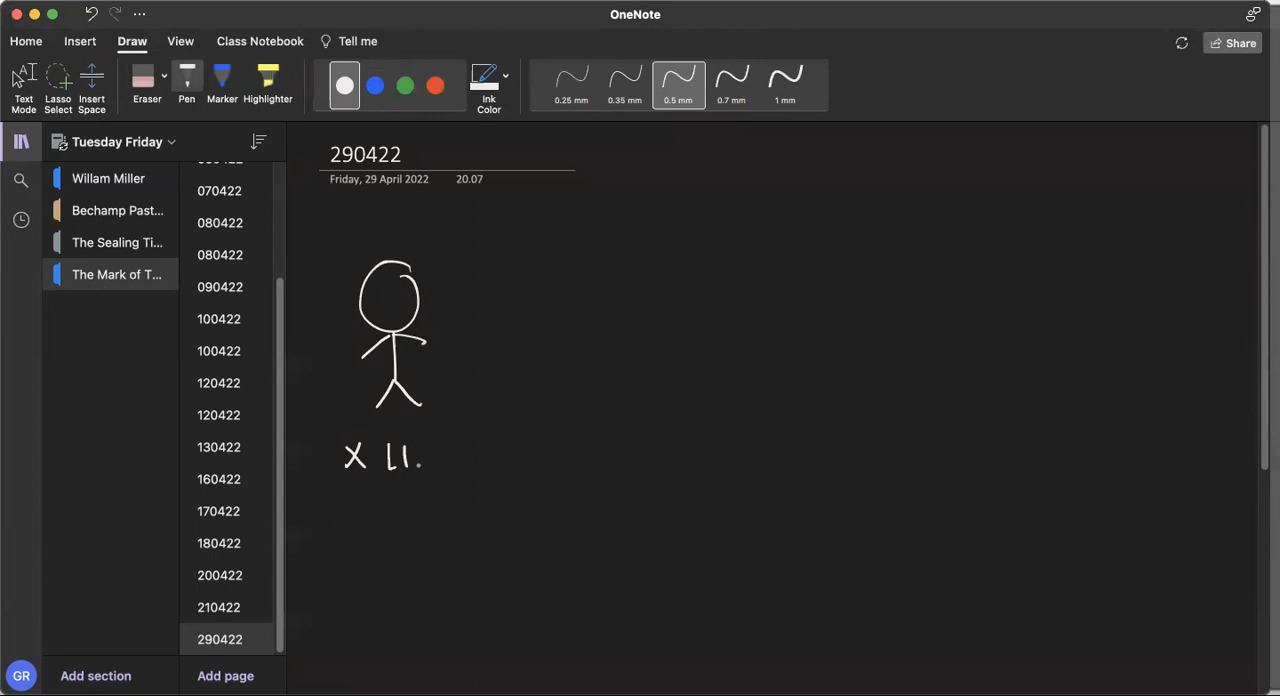 OneNote
Home Insert Draw View Class Notebook Tell me
Share
Text Mode
Lasso Select
Insert Space
Eraser
Pen
Marker
Highlighter
Ink Color
0.25 mm
0.35 mm
0.5 mm
0.7 mm
1 mm
Tuesday Friday
Willam Miller
Bechamp Past...
The Sealing Ti...
The Mark of T...
070422
080422
080422
090422
100422
100422
120422
120422
130422
160422
170422
180422
200422
210422
290422
GR
Add section
Add page
290422
Friday, 29 April 2022 20.07
X LI